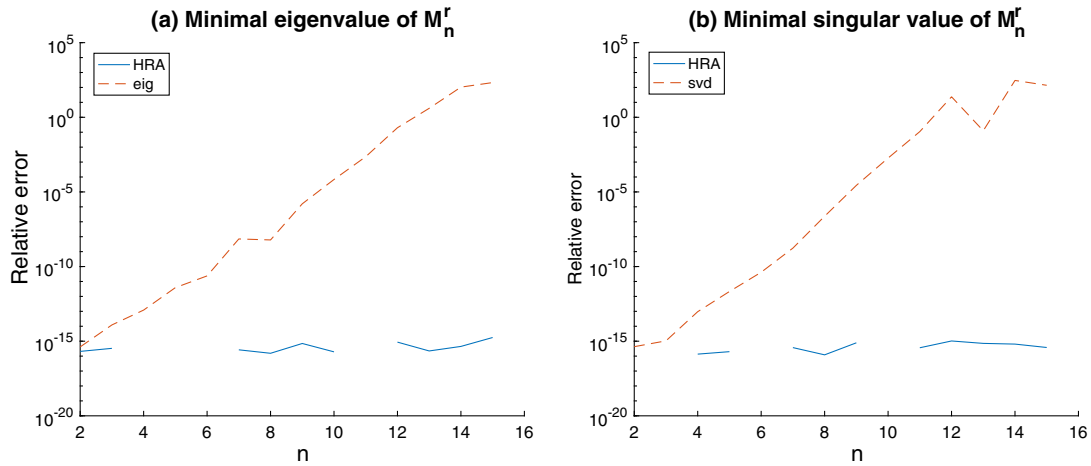 (a) Minimal eigenvalue of M_n^r
HRA
eig
Relative error
10^5
10^0
10^-5
10^-10
10^-15
10^-20
2 4 6 8 10 12 14 16
n
(b) Minimal singular value of M_n^r
HRA
svd
Relative error
10^5
10^0
10^-5
10^-10
10^-15
10^-20
2 4 6 8 10 12 14 16
n